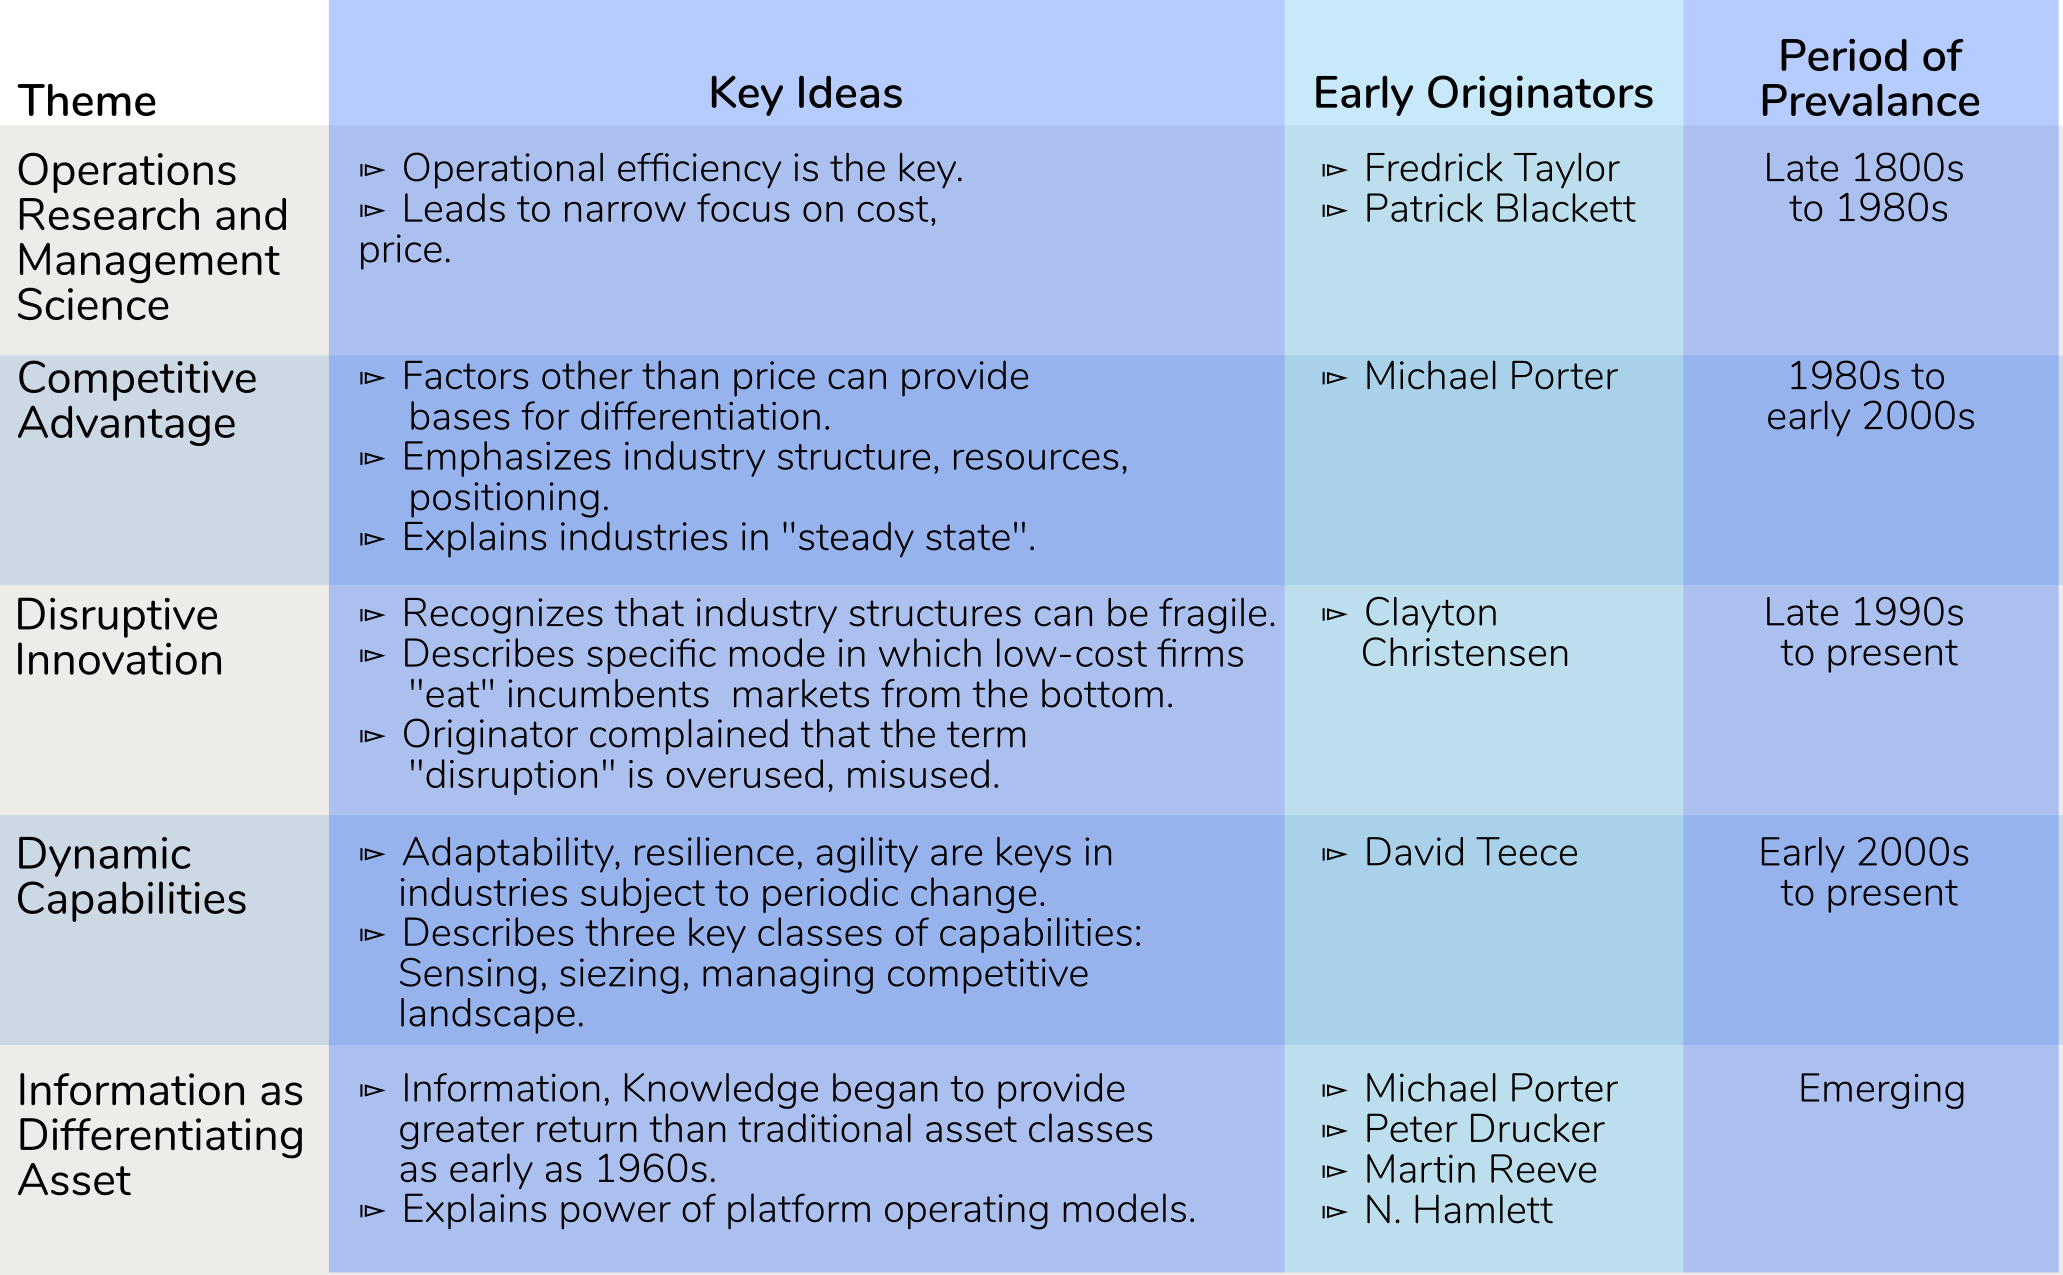 Theme
Key Ideas
Early Originators
Period of
Prevalance
Operations
Research and
Management
Science
⧐ Operational efficiency is the key.
⧐ Leads to narrow focus on cost,
price.
⧐ Fredrick Taylor
⧐ Patrick Blackett
Late 1800s
to 1980s
Competitive
Advantage
⧐ Factors other than price can provide
bases for differentiation.
⧐ Emphasizes industry structure, resources,
positioning.
⧐ Explains industries in "steady state".
⧐ Michael Porter
1980s to
early 2000s
Disruptive
Innovation
⧐ Recognizes that industry structures can be fragile.
⧐ Describes specific mode in which low-cost firms
"eat" incumbents  markets from the bottom.
⧐ Originator complained that the term
"disruption" is overused, misused.
⧐ Clayton
Christensen
Late 1990s
to present
Dynamic
Capabilities
⧐ Adaptability, resilience, agility are keys in
industries subject to periodic change.
⧐ Describes three key classes of capabilities:
Sensing, siezing, managing competitive
landscape.
⧐ David Teece
Early 2000s
to present
Information as
Differentiating
Asset
⧐ Information, Knowledge began to provide
greater return than traditional asset classes
as early as 1960s.
⧐ Explains power of platform operating models.
⧐ Michael Porter
⧐ Peter Drucker
⧐ Martin Reeve
⧐ N. Hamlett
Emerging